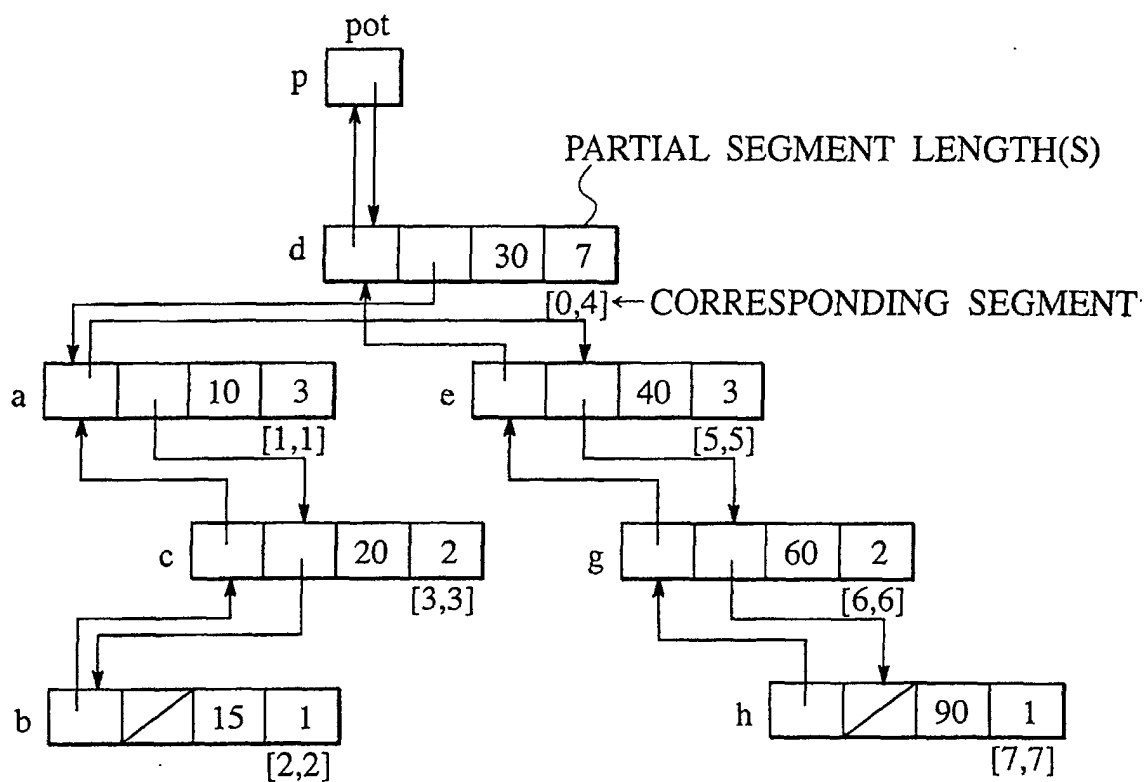 pot
p
PARTIAL SEGMENT LENGTH(S)
d 30 7
[0,4] ← CORRESPONDING SEGMENT
a 10 3
[1,1]
e 40 3
[5,5]
c 20 2
[3,3]
g 60 2
[6,6]
b 15 1
[2,2]
h 90 1
[7,7]